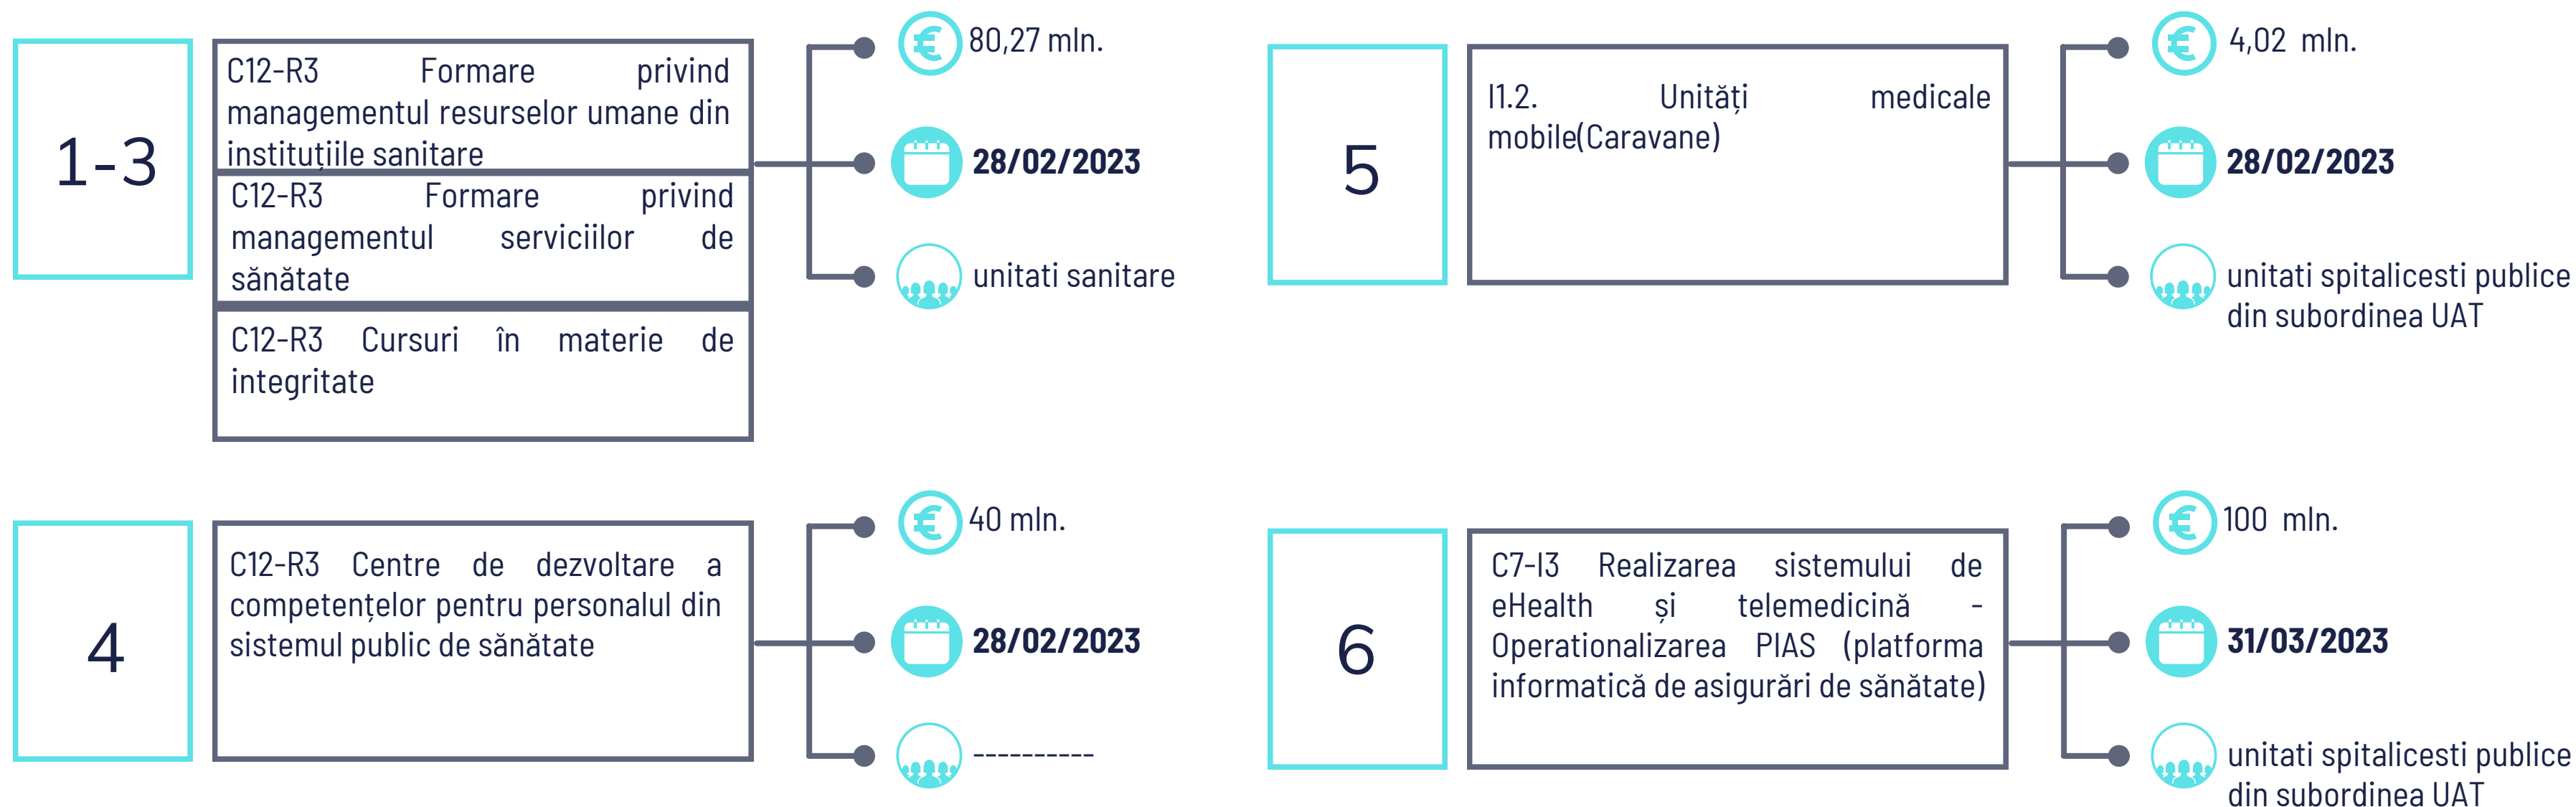 1-3
C12-R3 Formare privind
managementul resurselor umane din
instituțiile sanitare
C12-R3 Formare privind
managementul serviciilor de
sănătate
C12-R3 Cursuri în materie de
integritate
€ 80,27 mln.
28/02/2023
unitati sanitare
5
I1.2. Unități medicale
mobile(Caravane)
€ 4,02 mln.
28/02/2023
unitati spitalicesti publice
din subordinea UAT
4
C12-R3 Centre de dezvoltare a
competențelor pentru personalul din
sistemul public de sănătate
€ 40 mln.
28/02/2023
----------
6
C7-I3 Realizarea sistemului de
eHealth și telemedicină -
Operationalizarea PIAS (platforma
informatică de asigurări de sănătate)
€ 100 mln.
31/03/2023
unitati spitalicesti publice
din subordinea UAT